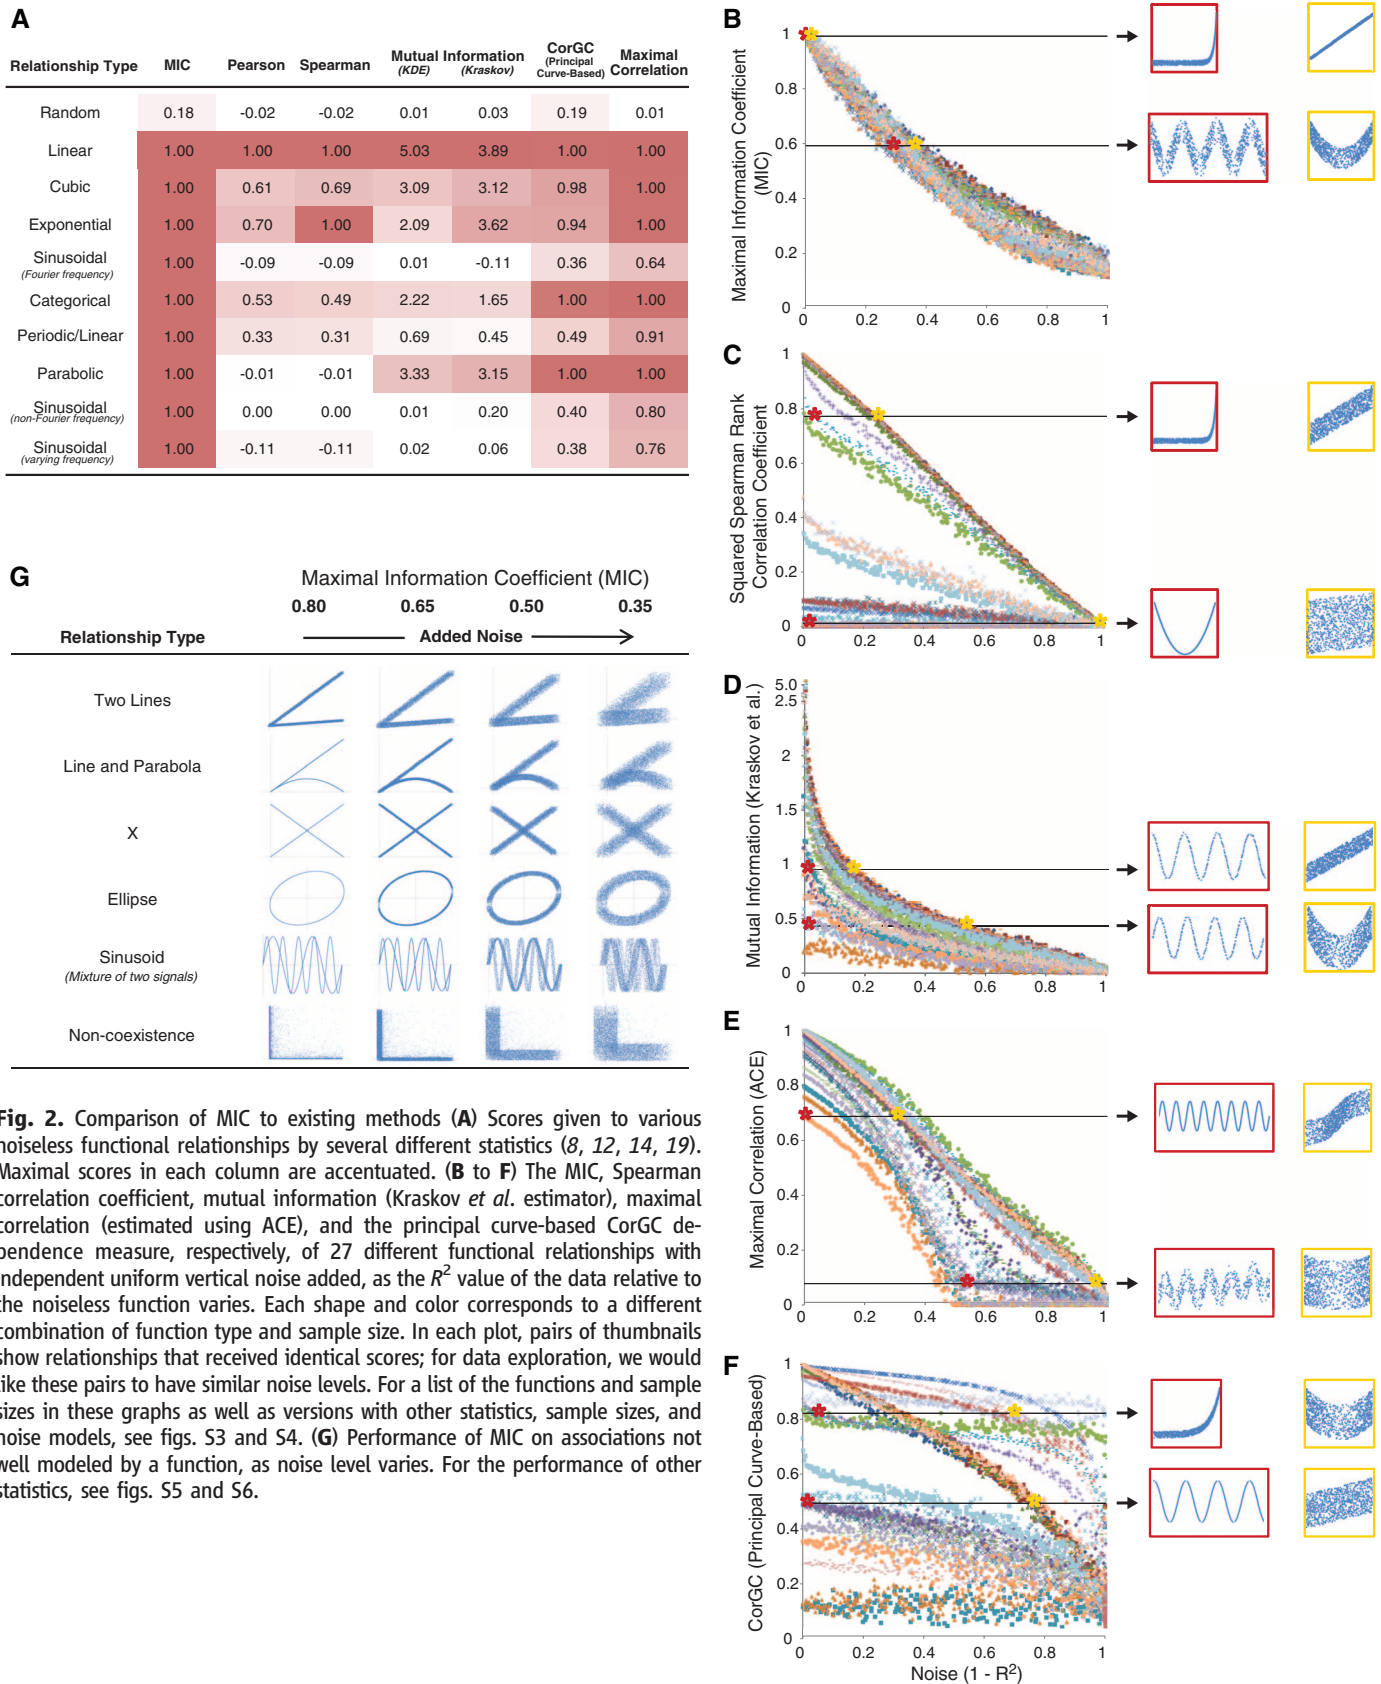 A
Relationship Type MIC Pearson Spearman Mutual Information (KDE) (Kraskov) CorGC (Principal Curve-Based) Maximal Correlation
Random 0.18 -0.02 -0.02 0.01 0.03 0.19 0.01
Linear 1.00 1.00 1.00 5.03 3.89 1.00 1.00
Cubic 1.00 0.61 0.69 3.09 3.12 0.98 1.00
Exponential 1.00 0.70 1.00 2.09 3.62 0.94 1.00
Sinusoidal (Fourier frequency) 1.00 -0.09 -0.09 0.01 -0.11 0.36 0.64
Categorical 1.00 0.53 0.49 2.22 1.65 1.00 1.00
Periodic/Linear 1.00 0.33 0.31 0.69 0.45 0.49 0.91
Parabolic 1.00 -0.01 -0.01 3.33 3.15 1.00 1.00
Sinusoidal (non-Fourier frequency) 1.00 0.00 0.00 0.01 0.20 0.40 0.80
Sinusoidal (varying frequency) 1.00 -0.11 -0.11 0.02 0.06 0.38 0.76
G
Maximal Information Coefficient (MIC)
0.80 0.65 0.50 0.35
Relationship Type Added Noise
Two Lines
Line and Parabola
X
Ellipse
Sinusoid
(Mixture of two signals)
Non-coexistence
Fig. 2. Comparison of MIC to existing methods (A) Scores given to various
noiseless functional relationships by several different statistics (8, 12, 14, 19).
Maximal scores in each column are accentuated. (B to F) The MIC, Spearman
correlation coefficient, mutual information (Kraskov et al. estimator), maximal
correlation (estimated using ACE), and the principal curve-based CorGC de-
pendence measure, respectively, of 27 different functional relationships with
independent uniform vertical noise added, as the R² value of the data relative to
the noiseless function varies. Each shape and color corresponds to a different
combination of function type and sample size. In each plot, pairs of thumbnails
show relationships that received identical scores; for data exploration, we would
like these pairs to have similar noise levels. For a list of the functions and sample
sizes in these graphs as well as versions with other statistics, sample sizes, and
noise models, see figs. S3 and S4. (G) Performance of MIC on associations not
well modeled by a function, as noise level varies. For the performance of other
statistics, see figs. S5 and S6.
B
Maximal Information Coefficient
(MIC)
1
0.8
0.6
0.4
0.2
0
0 0.2 0.4 0.6 0.8 1
C
Squared Spearman Rank
Correlation Coefficient
1
0.8
0.6
0.4
0.2
0
0 0.2 0.4 0.6 0.8 1
D
Mutual Information (Kraskov et al.)
5.0
2.5
2
1.5
1
0.5
0
0 0.2 0.4 0.6 0.8 1
E
Maximal Correlation (ACE)
1
0.8
0.6
0.4
0.2
0
0 0.2 0.4 0.6 0.8 1
F
CorGC (Principal Curve-Based)
1
0.8
0.6
0.4
0.2
0
0 0.2 0.4 0.6 0.8 1
Noise (1 - R²)